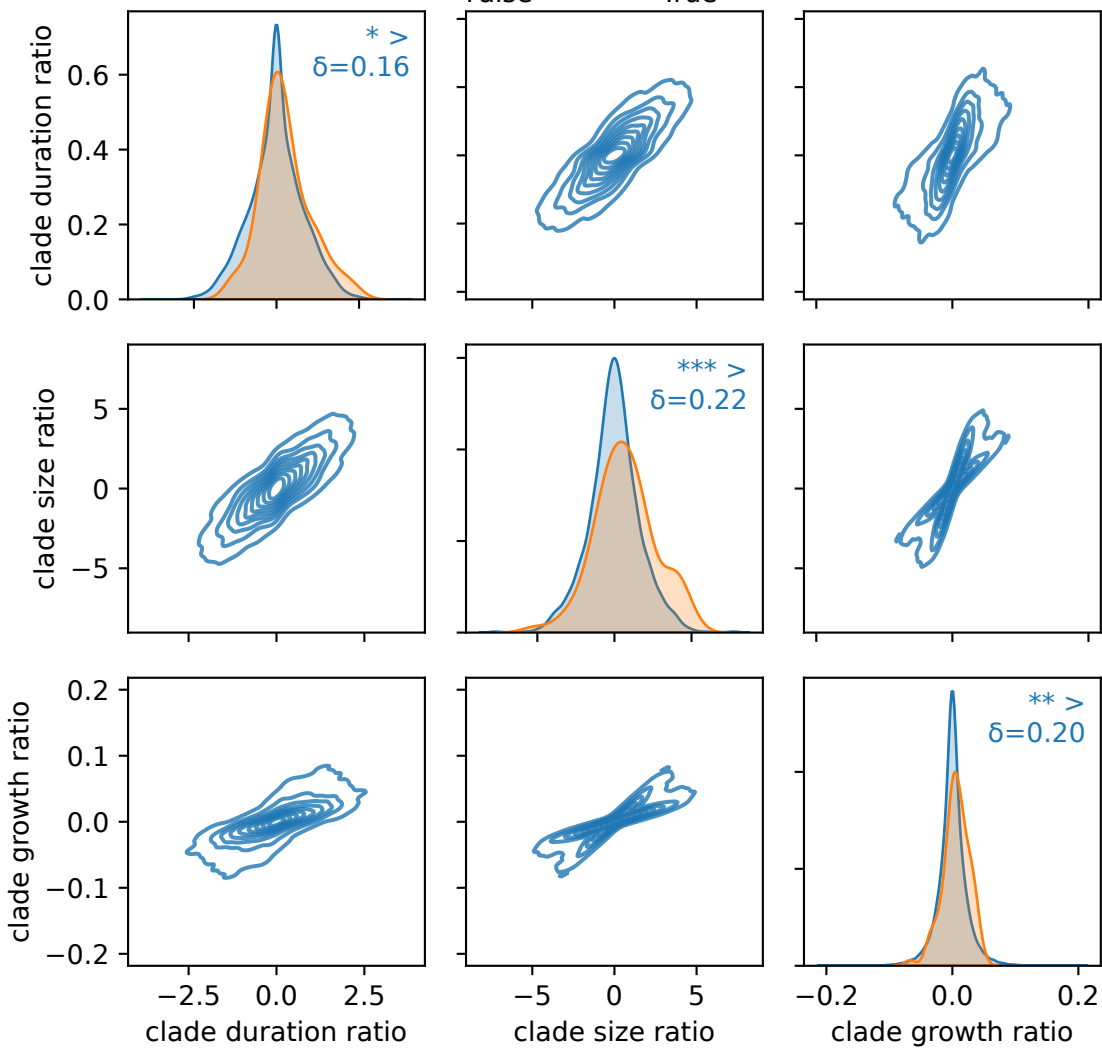 False True
clade duration ratio
0.6
0.4
0.2
0.0
* >
δ=0.16
clade size ratio
5
0
−5
*** >
δ=0.22
clade growth ratio
0.2
0.1
0.0
−0.1
−0.2
** >
δ=0.20
−2.5 0.0 2.5
−5 0 5
−0.2 0.0 0.2
clade duration ratio
clade size ratio
clade growth ratio